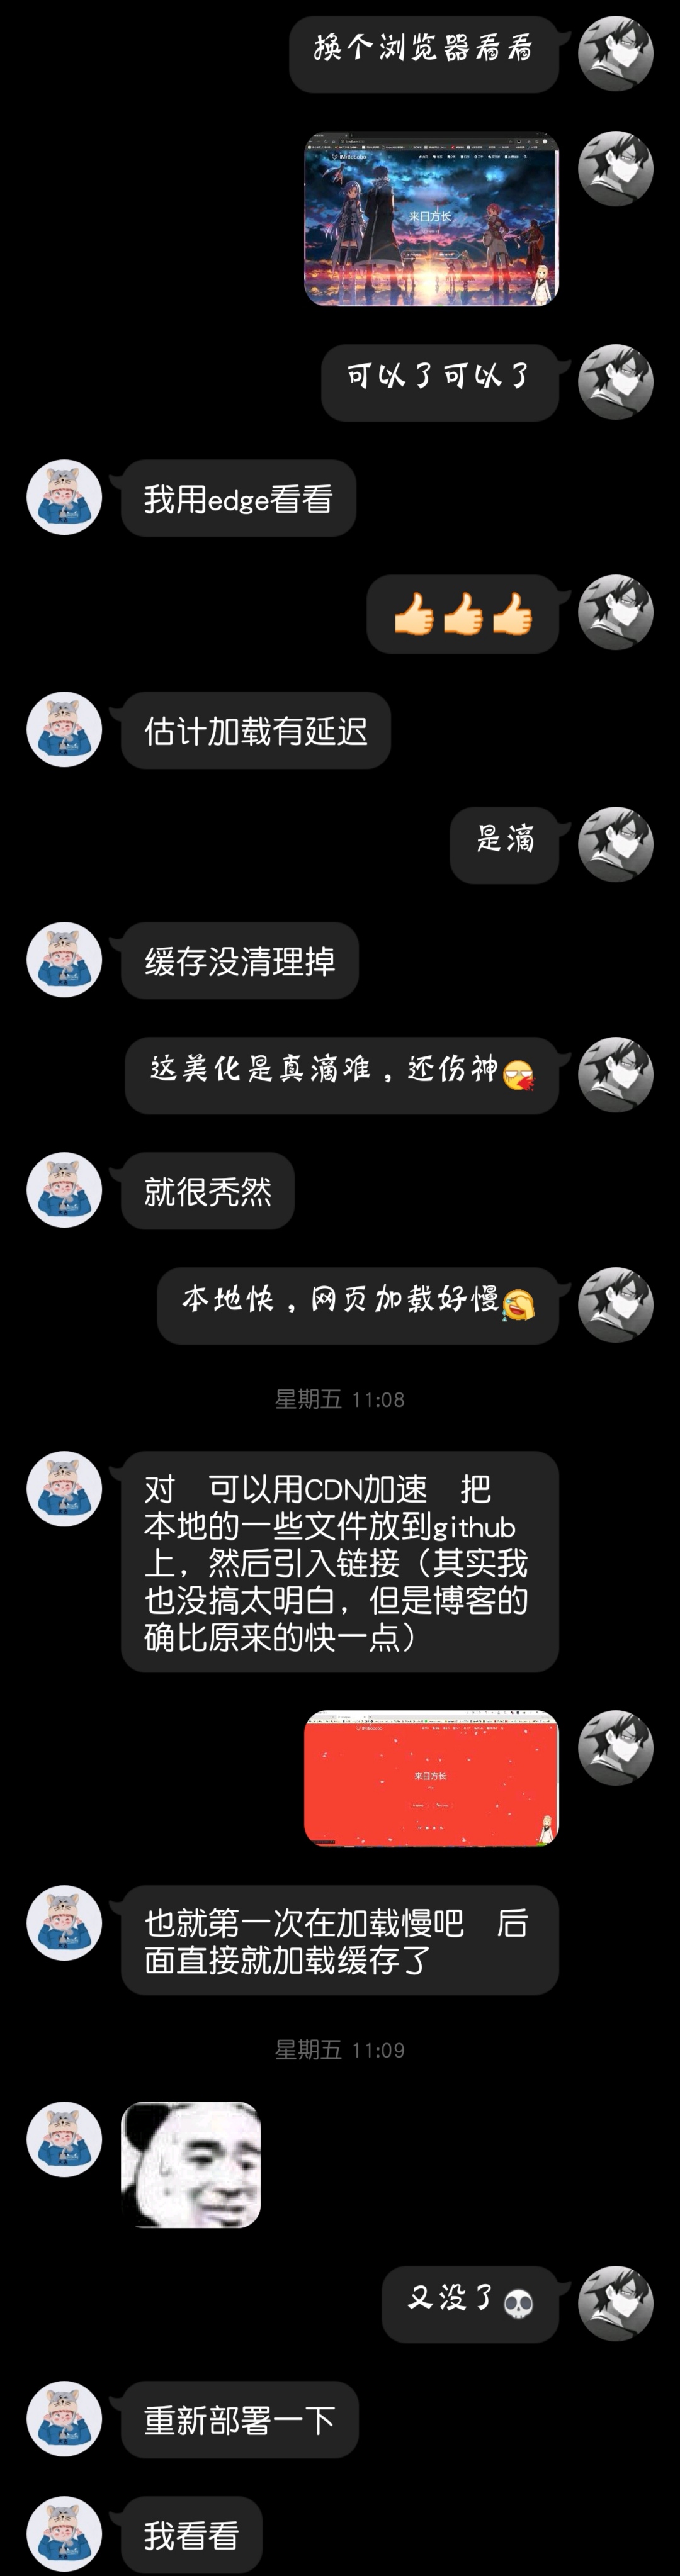 换个浏览器看看
来日方长
可以了可以了
我用edge看看
👍👍👍
估计加载有延迟
是滴
缓存没清理掉
这美化是真滴难，还伤神
就很秃然
本地快，网页加载好慢
星期五 11:08
对　可以用CDN加速　把
本地的一些文件放到github
上，然后引入链接（其实我
也没搞太明白，但是博客的
确比原来的快一点）
来日方长
也就第一次在加载慢吧　后
面直接就加载缓存了
星期五 11:09
又没了💀
重新部署一下
我看看